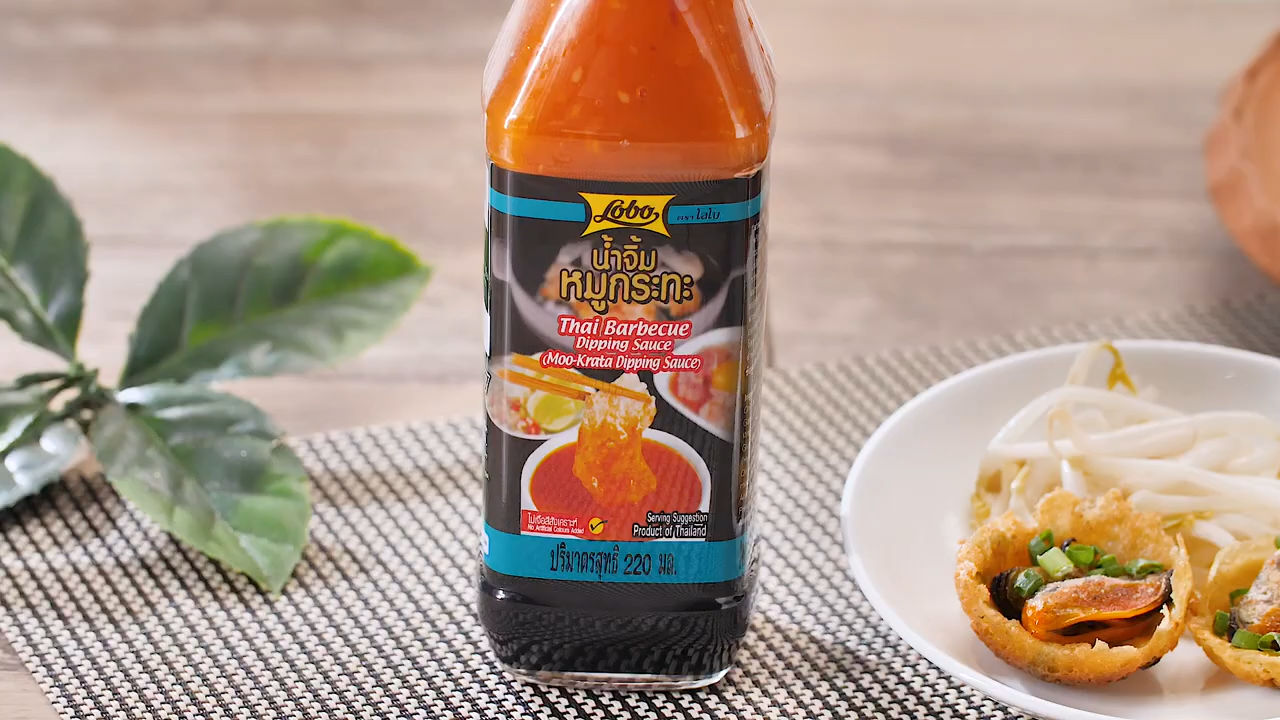 Lobo
ตรา โลโบ
น้ำจิ้ม
หมูกระทะ
Thai Barbecue
Dipping Sauce
(Moo-Krata Dipping Sauce)
ไม่เจือสีสังเคราะห์
No Artificial Colours Added
Serving Suggestion
Product of Thailand
ปริมาตรสุทธิ 220 มล.